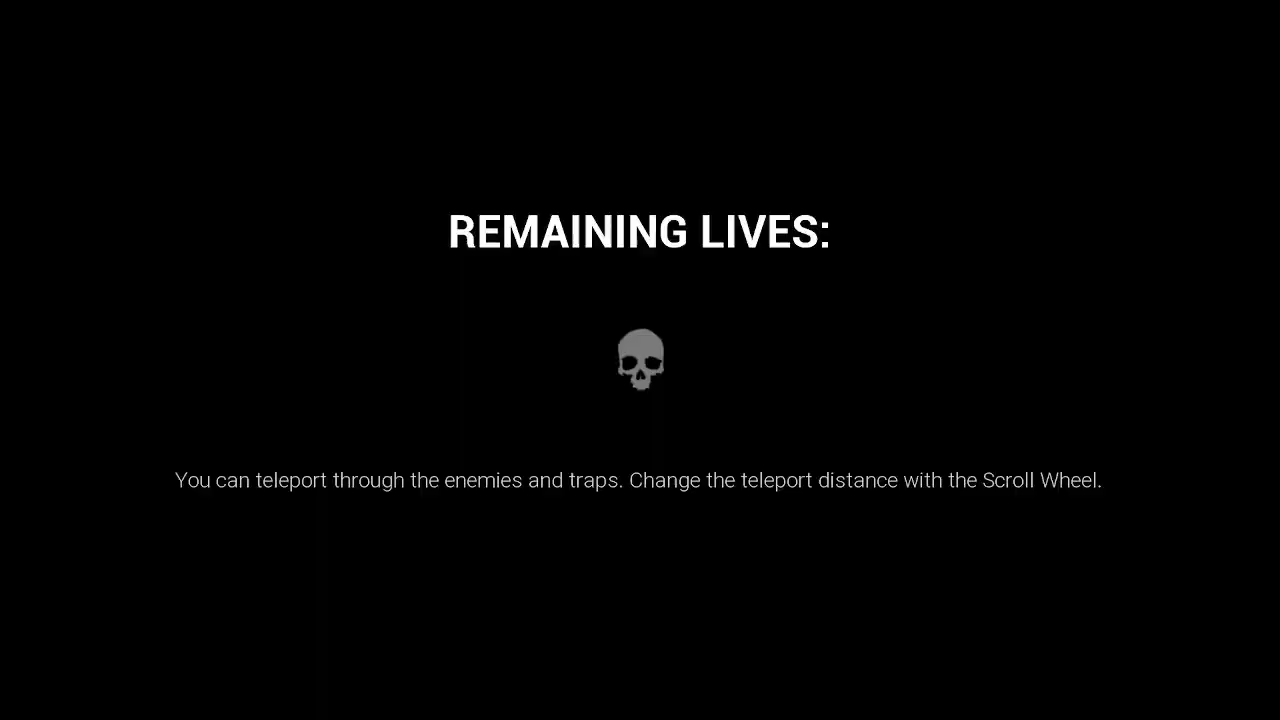 REMAINING LIVES:
You can teleport through the enemies and traps. Change the teleport distance with the Scroll Wheel.